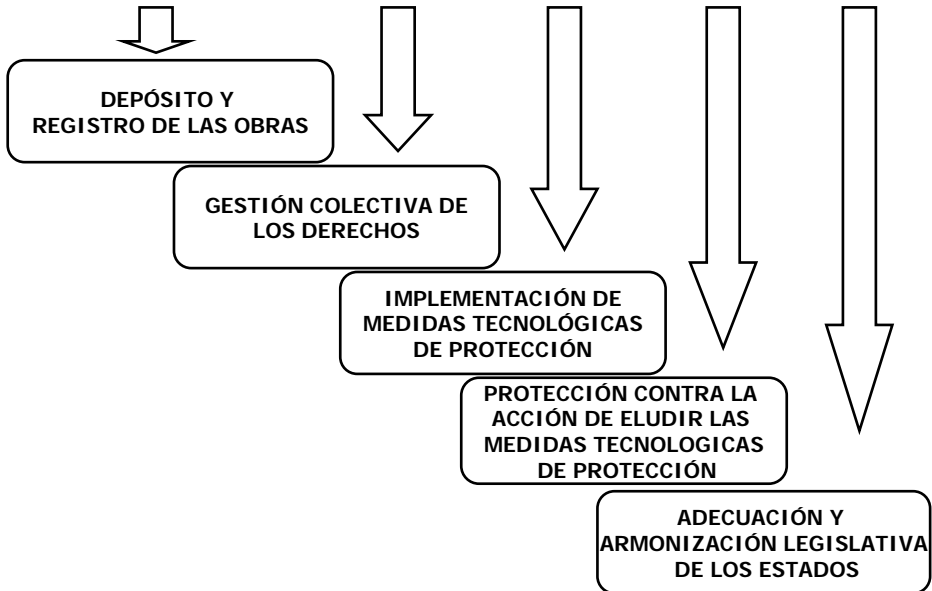 DEPÓSITO Y
REGISTRO DE LAS OBRAS
GESTIÓN COLECTIVA DE
LOS DERECHOS
IMPLEMENTACIÓN DE
MEDIDAS TECNOLÓGICAS
DE PROTECCIÓN
PROTECCIÓN CONTRA LA
ACCIÓN DE ELUDIR LAS
MEDIDAS TECNOLOGICAS
DE PROTECCIÓN
ADECUACIÓN Y
ARMONIZACIÓN LEGISLATIVA
DE LOS ESTADOS